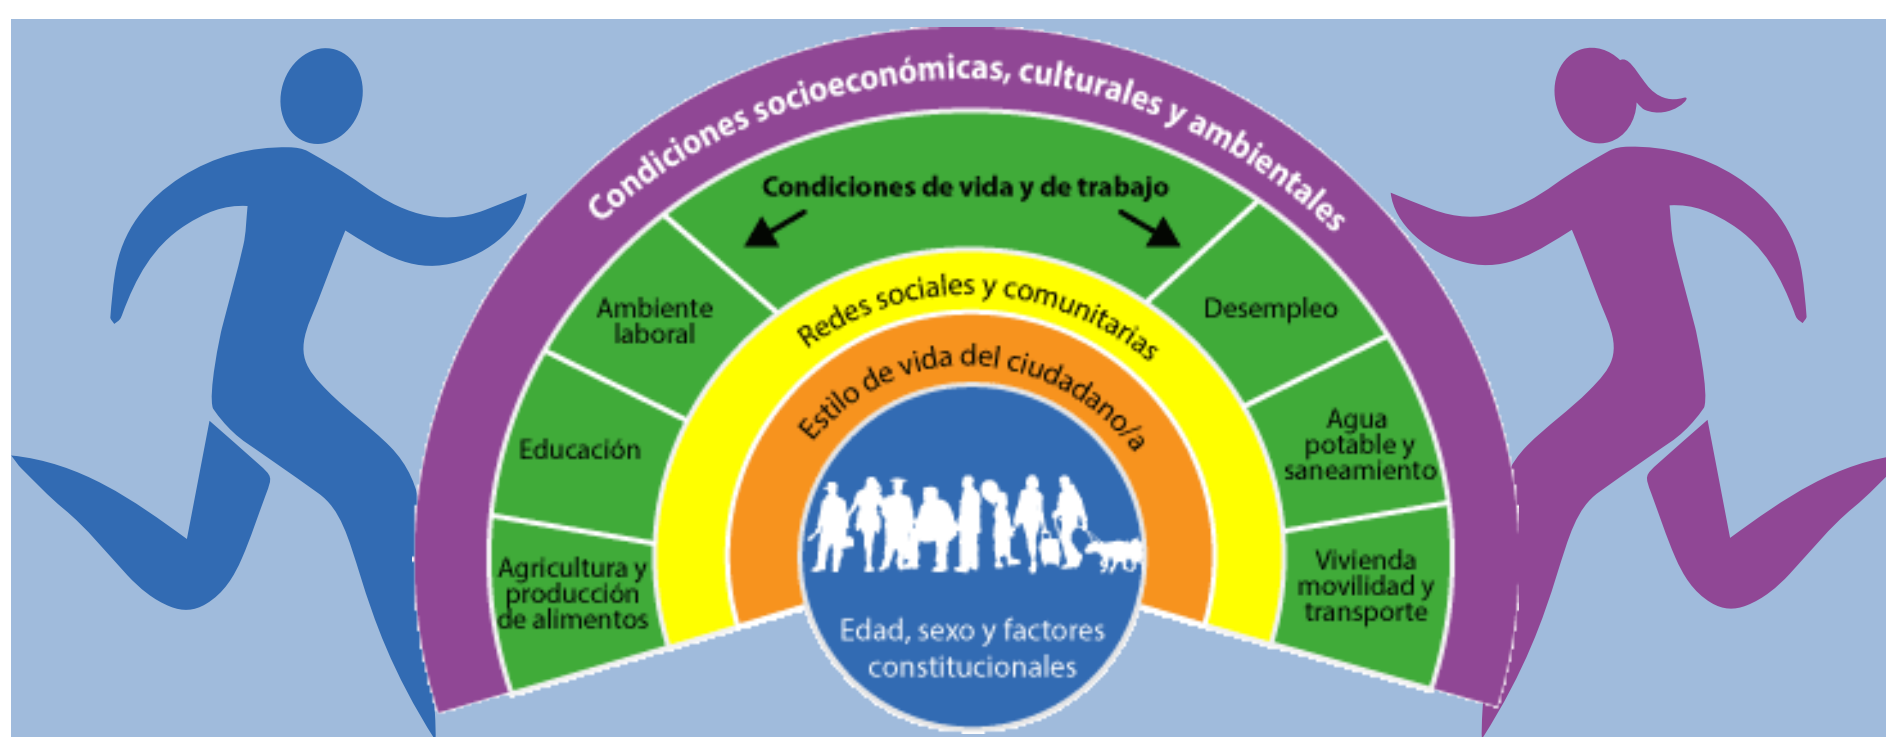 Condiciones socioeconómicas, culturales y ambientales
Condiciones de vida y de trabajo
Ambiente
laboral
Educación
Agricultura y
producción
de alimentos
Desempleo
Agua
potable y
saneamiento
Vivienda
movilidad y
transporte
Redes sociales y comunitarias
Estilo de vida del ciudadano/a
Edad, sexo y factores
constitucionales